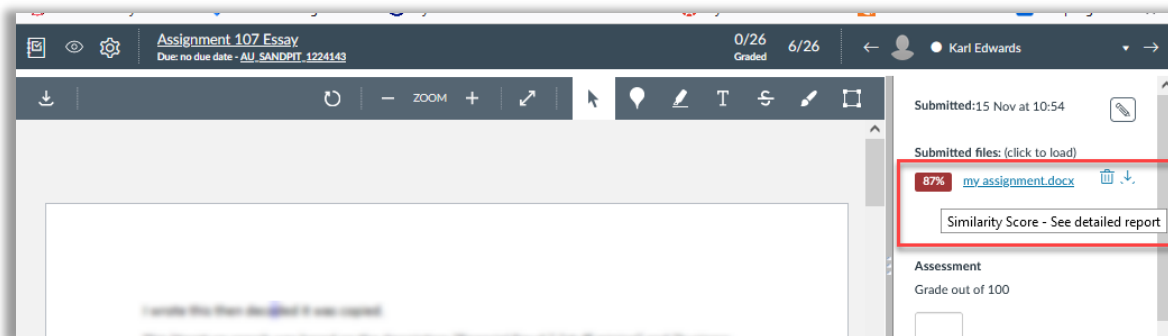 Assignment 107 Essay
Due: no due date - AU_SANDPIT_1224143
0/26
Graded
6/26
Karl Edwards
ZOOM
T
S
Submitted:15 Nov at 10:54
Submitted files: (click to load)
87% my assignment.docx
Similarity Score - See detailed report
I wrote this then decided it was copied.
Assessment
Grade out of 100